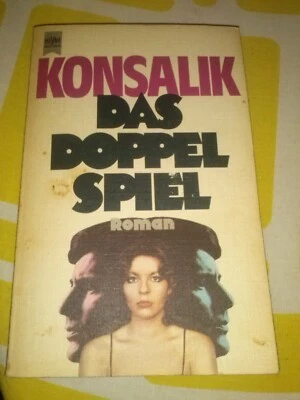 KONSALIK
DAS
DOPPEL
SPIEL
Roman